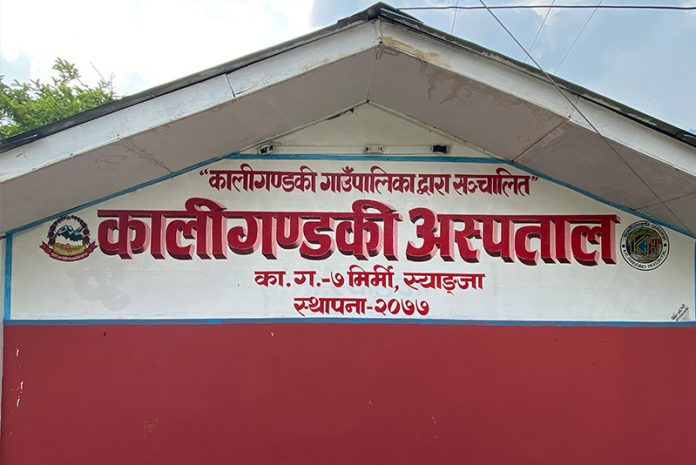 “कालीगण्डकी गाउँपालिका द्वारा सञ्चालित”
कालीगण्डकी अस्पताल
का. ग.-७ मिर्मी, स्याङ्जा
स्थापना-२०७७